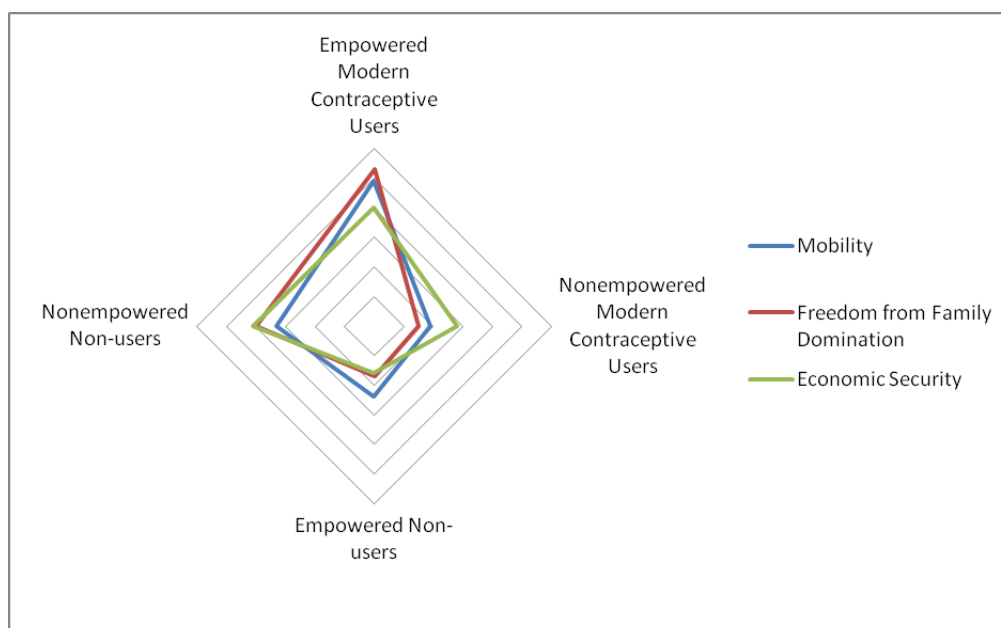 Empowered
Modern
Contraceptive
Users
Nonempowered
Modern
Contraceptive
Users
Empowered Non-
users
Nonempowered
Non-users
Mobility
Freedom from Family
Domination
Economic Security